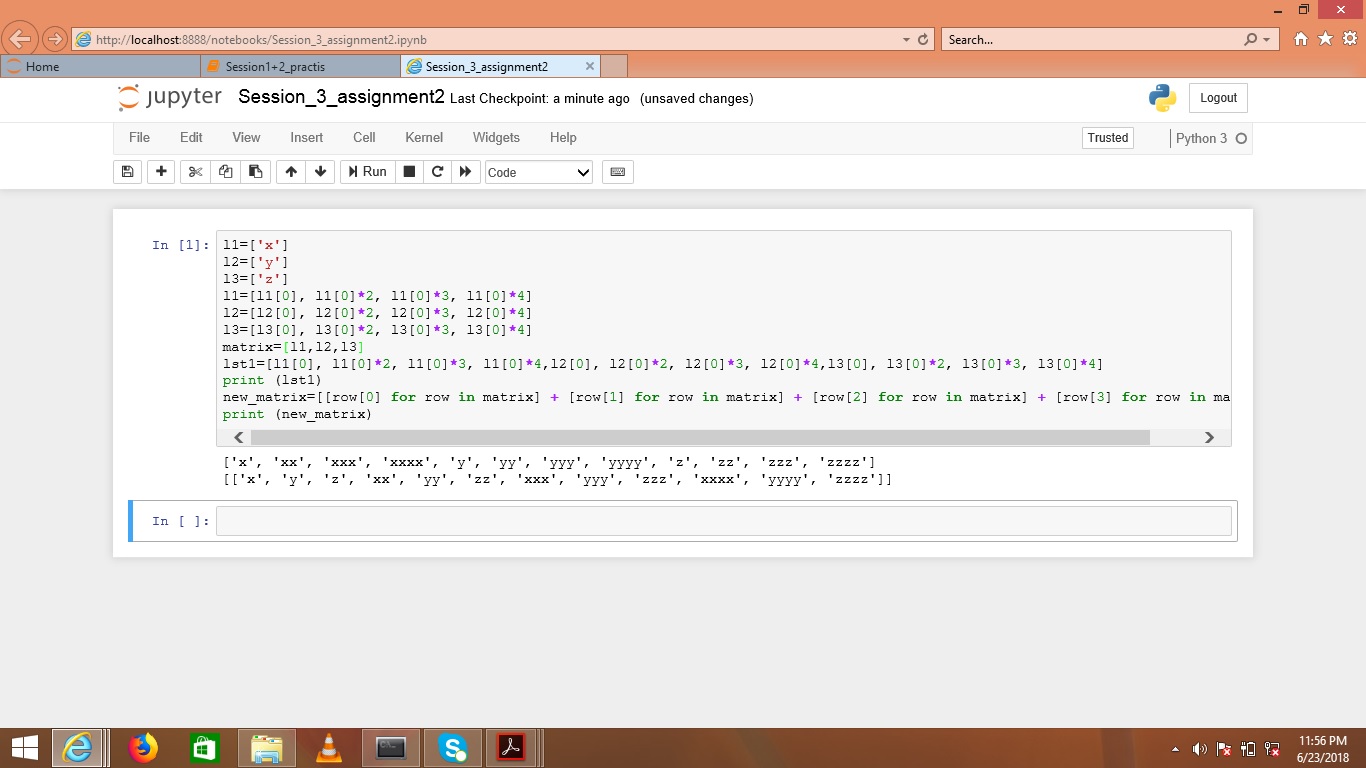 http://localhost:8888/notebooks/Session_3_assignment2.ipynb
Search...
Home
Session1+2_practis
Session_3_assignment2
jupyter Session_3_assignment2 Last Checkpoint: a minute ago (unsaved changes)
Logout
File Edit View Insert Cell Kernel Widgets Help
Trusted
Python 3
Run
Code
In [1]:
l1=['x']
l2=['y']
l3=['z']
l1=[l1[0], l1[0]*2, l1[0]*3, l1[0]*4]
l2=[l2[0], l2[0]*2, l2[0]*3, l2[0]*4]
l3=[l3[0], l3[0]*2, l3[0]*3, l3[0]*4]
matrix=[l1,l2,l3]
lst1=[l1[0], l1[0]*2, l1[0]*3, l1[0]*4,l2[0], l2[0]*2, l2[0]*3, l2[0]*4,l3[0], l3[0]*2, l3[0]*3, l3[0]*4]
print (lst1)
new_matrix=[[row[0] for row in matrix] + [row[1] for row in matrix] + [row[2] for row in matrix] + [row[3] for row in ma
print (new_matrix)
['x', 'xx', 'xxx', 'xxxx', 'y', 'yy', 'yyy', 'yyyy', 'z', 'zz', 'zzz', 'zzzz']
[['x', 'y', 'z', 'xx', 'yy', 'zz', 'xxx', 'yyy', 'zzz', 'xxxx', 'yyyy', 'zzzz']]
In [ ]:
11:56 PM
6/23/2018